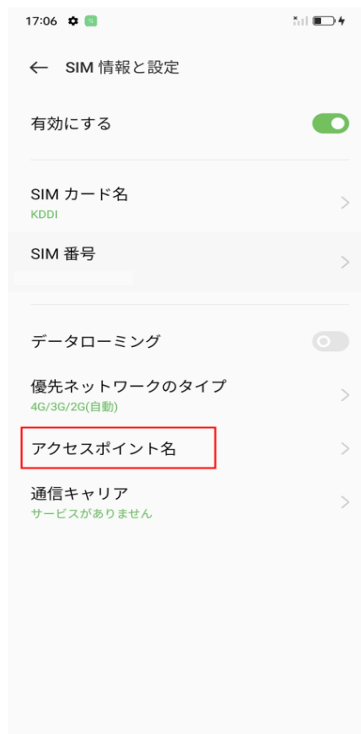 17:06
SIM 情報と設定
有効にする
SIM カード名
KDDI
SIM 番号
データローミング
優先ネットワークのタイプ
4G/3G/2G(自動)
アクセスポイント名
通信キャリア
サービスがありません